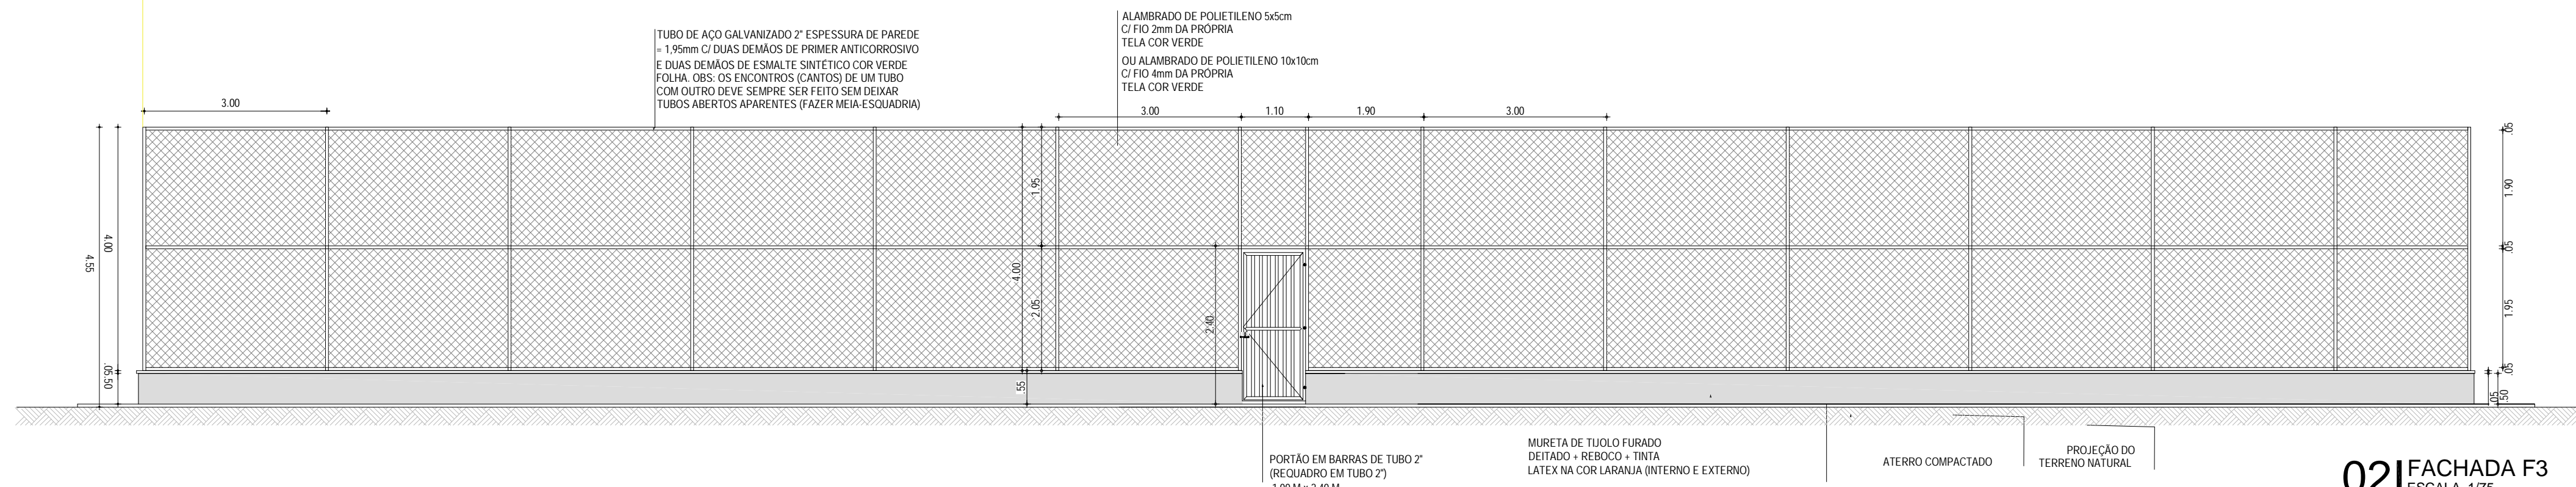 TUBO DE AÇO GALVANIZADO 2" ESPESSURA DE PAREDE
= 1,95mm C/ DUAS DEMÃOS DE PRIMER ANTICORROSIVO
E DUAS DEMÃOS DE ESMALTE SINTÉTICO COR VERDE
FOLHA. OBS: OS ENCONTROS (CANTOS) DE UM TUBO
COM OUTRO DEVE SEMPRE SER FEITO SEM DEIXAR
TUBOS ABERTOS APARENTES (FAZER MEIA-ESQUADRIA)
ALAMBRADO DE POLIETILENO 5x5cm
C/ FIO 2mm DA PRÓPRIA
TELA COR VERDE
OU ALAMBRADO DE POLIETILENO 10x10cm
C/ FIO 4mm DA PRÓPRIA
TELA COR VERDE
3.00
3.00
1.10
1.90
3.00
4.55
4.00
.05
.50
4.00
1.95
2.05
.55
2.40
.05
1.90
.05
1.95
.05
.05
.50
PORTÃO EM BARRAS DE TUBO 2"
(REQUADRO EM TUBO 2")
1,00 M x 2,40 M
MURETA DE TIJOLO FURADO
DEITADO + REBOCO + TINTA
LATEX NA COR LARANJA (INTERNO E EXTERNO)
ATERRO COMPACTADO
PROJEÇÃO DO
TERRENO NATURAL
02
FACHADA F3
ESCALA 1/75